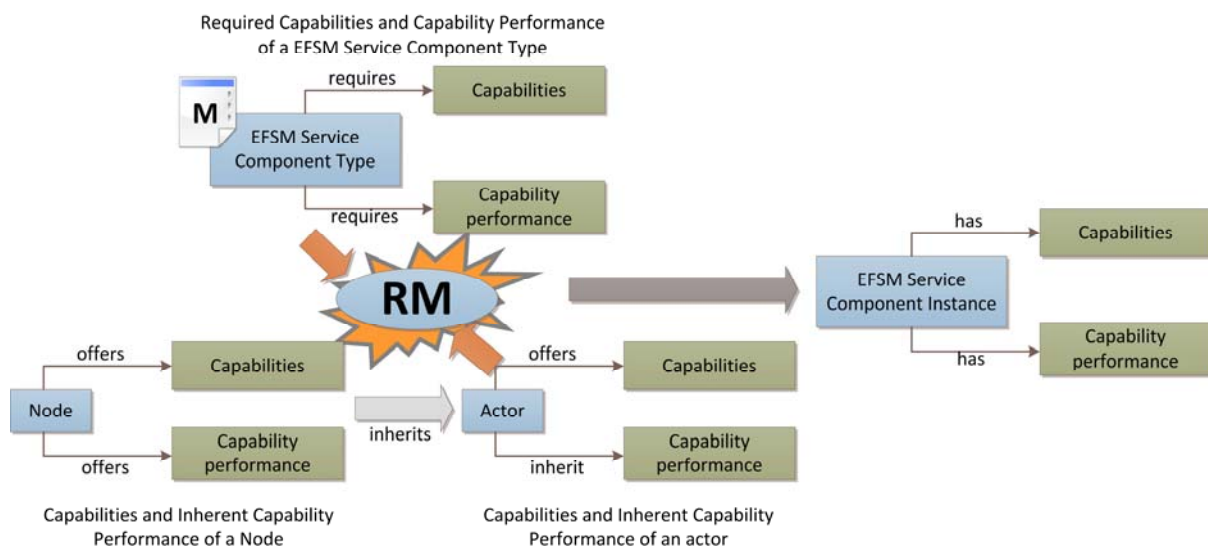 Required Capabilities and Capability Performance
of a EFSM Service Component Type
requires
Capabilities
M
EFSM Service
Component Type
requires
Capability
performance
RM
has
Capabilities
EFSM Service
Component Instance
has
Capability
performance
offers
Capabilities
Node
offers
Capability
performance
inherits
offers
Capabilities
Actor
inherit
Capability
performance
Capabilities and Inherent Capability
Performance of a Node
Capabilities and Inherent Capability
Performance of an actor